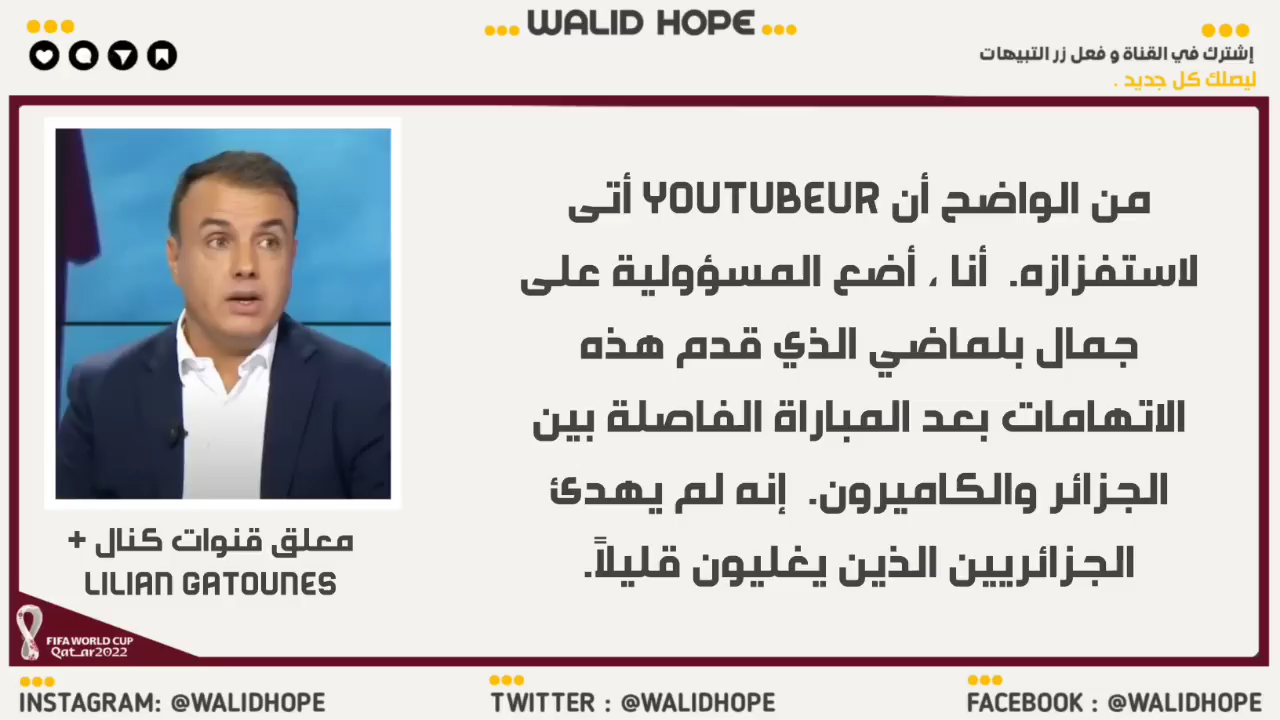 WALID HOPE
إشترك في القناة و فعل زر التبيهات
ليصلك كل جديد .
من الواضح أن YOUTUBEUR أتى
لاستفزازه. أنا ، أضع المسؤولية على
جمال بلماضي الذي قدم هذه
الاتهامات بعد المباراة الفاصلة بين
الجزائر والكاميرون. إنه لم يهدئ
الجزائريين الذين يغليون قليلاً.
معلق قنوات كنال +
LILIAN GATOUNES
FIFA WORLD CUP
Qatar2022
INSTAGRAM: @WALIDHOPE
TWITTER : @WALIDHOPE
FACEBOOK : @WALIDHOPE